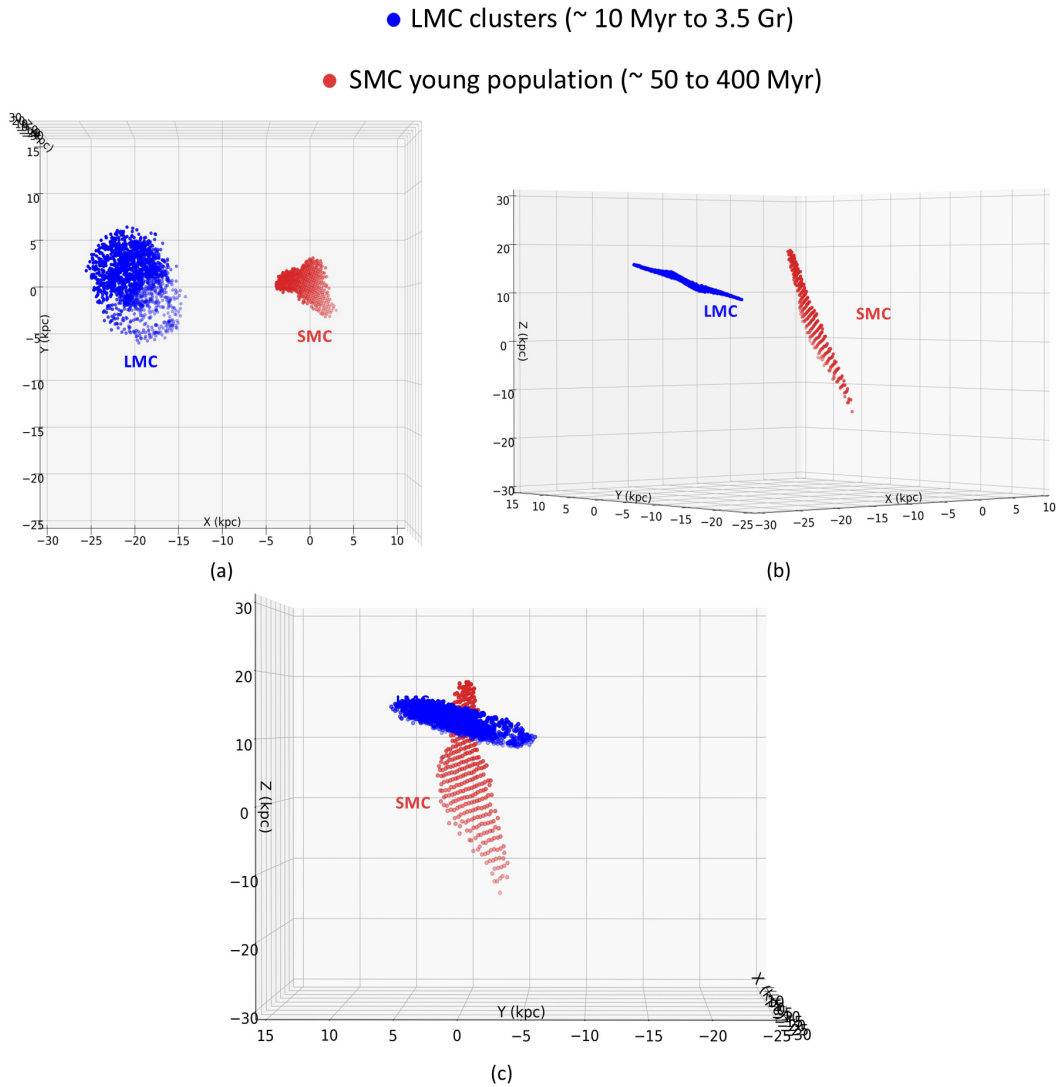 LMC clusters (~ 10 Myr to 3.5 Gr)
SMC young population (~ 50 to 400 Myr)
15
10
5
0
−5
−10
−15
−20
−25
Y (kpc)
LMC
SMC
X (kpc)
−30 −25 −20 −15 −10 −5 0 5 10
(a)
30
20
10
0
−10
−20
−30
Z (kpc)
LMC
SMC
Y (kpc)
X (kpc)
15 10 5 0 −5 −10 −15 −20 −25
−30 −25 −20 −15 −10 −5 0 5 10
(b)
30
20
10
0
−10
−20
−30
Z (kpc)
SMC
Y (kpc)
15 10 5 0 −5 −10 −15 −20 −25
(c)